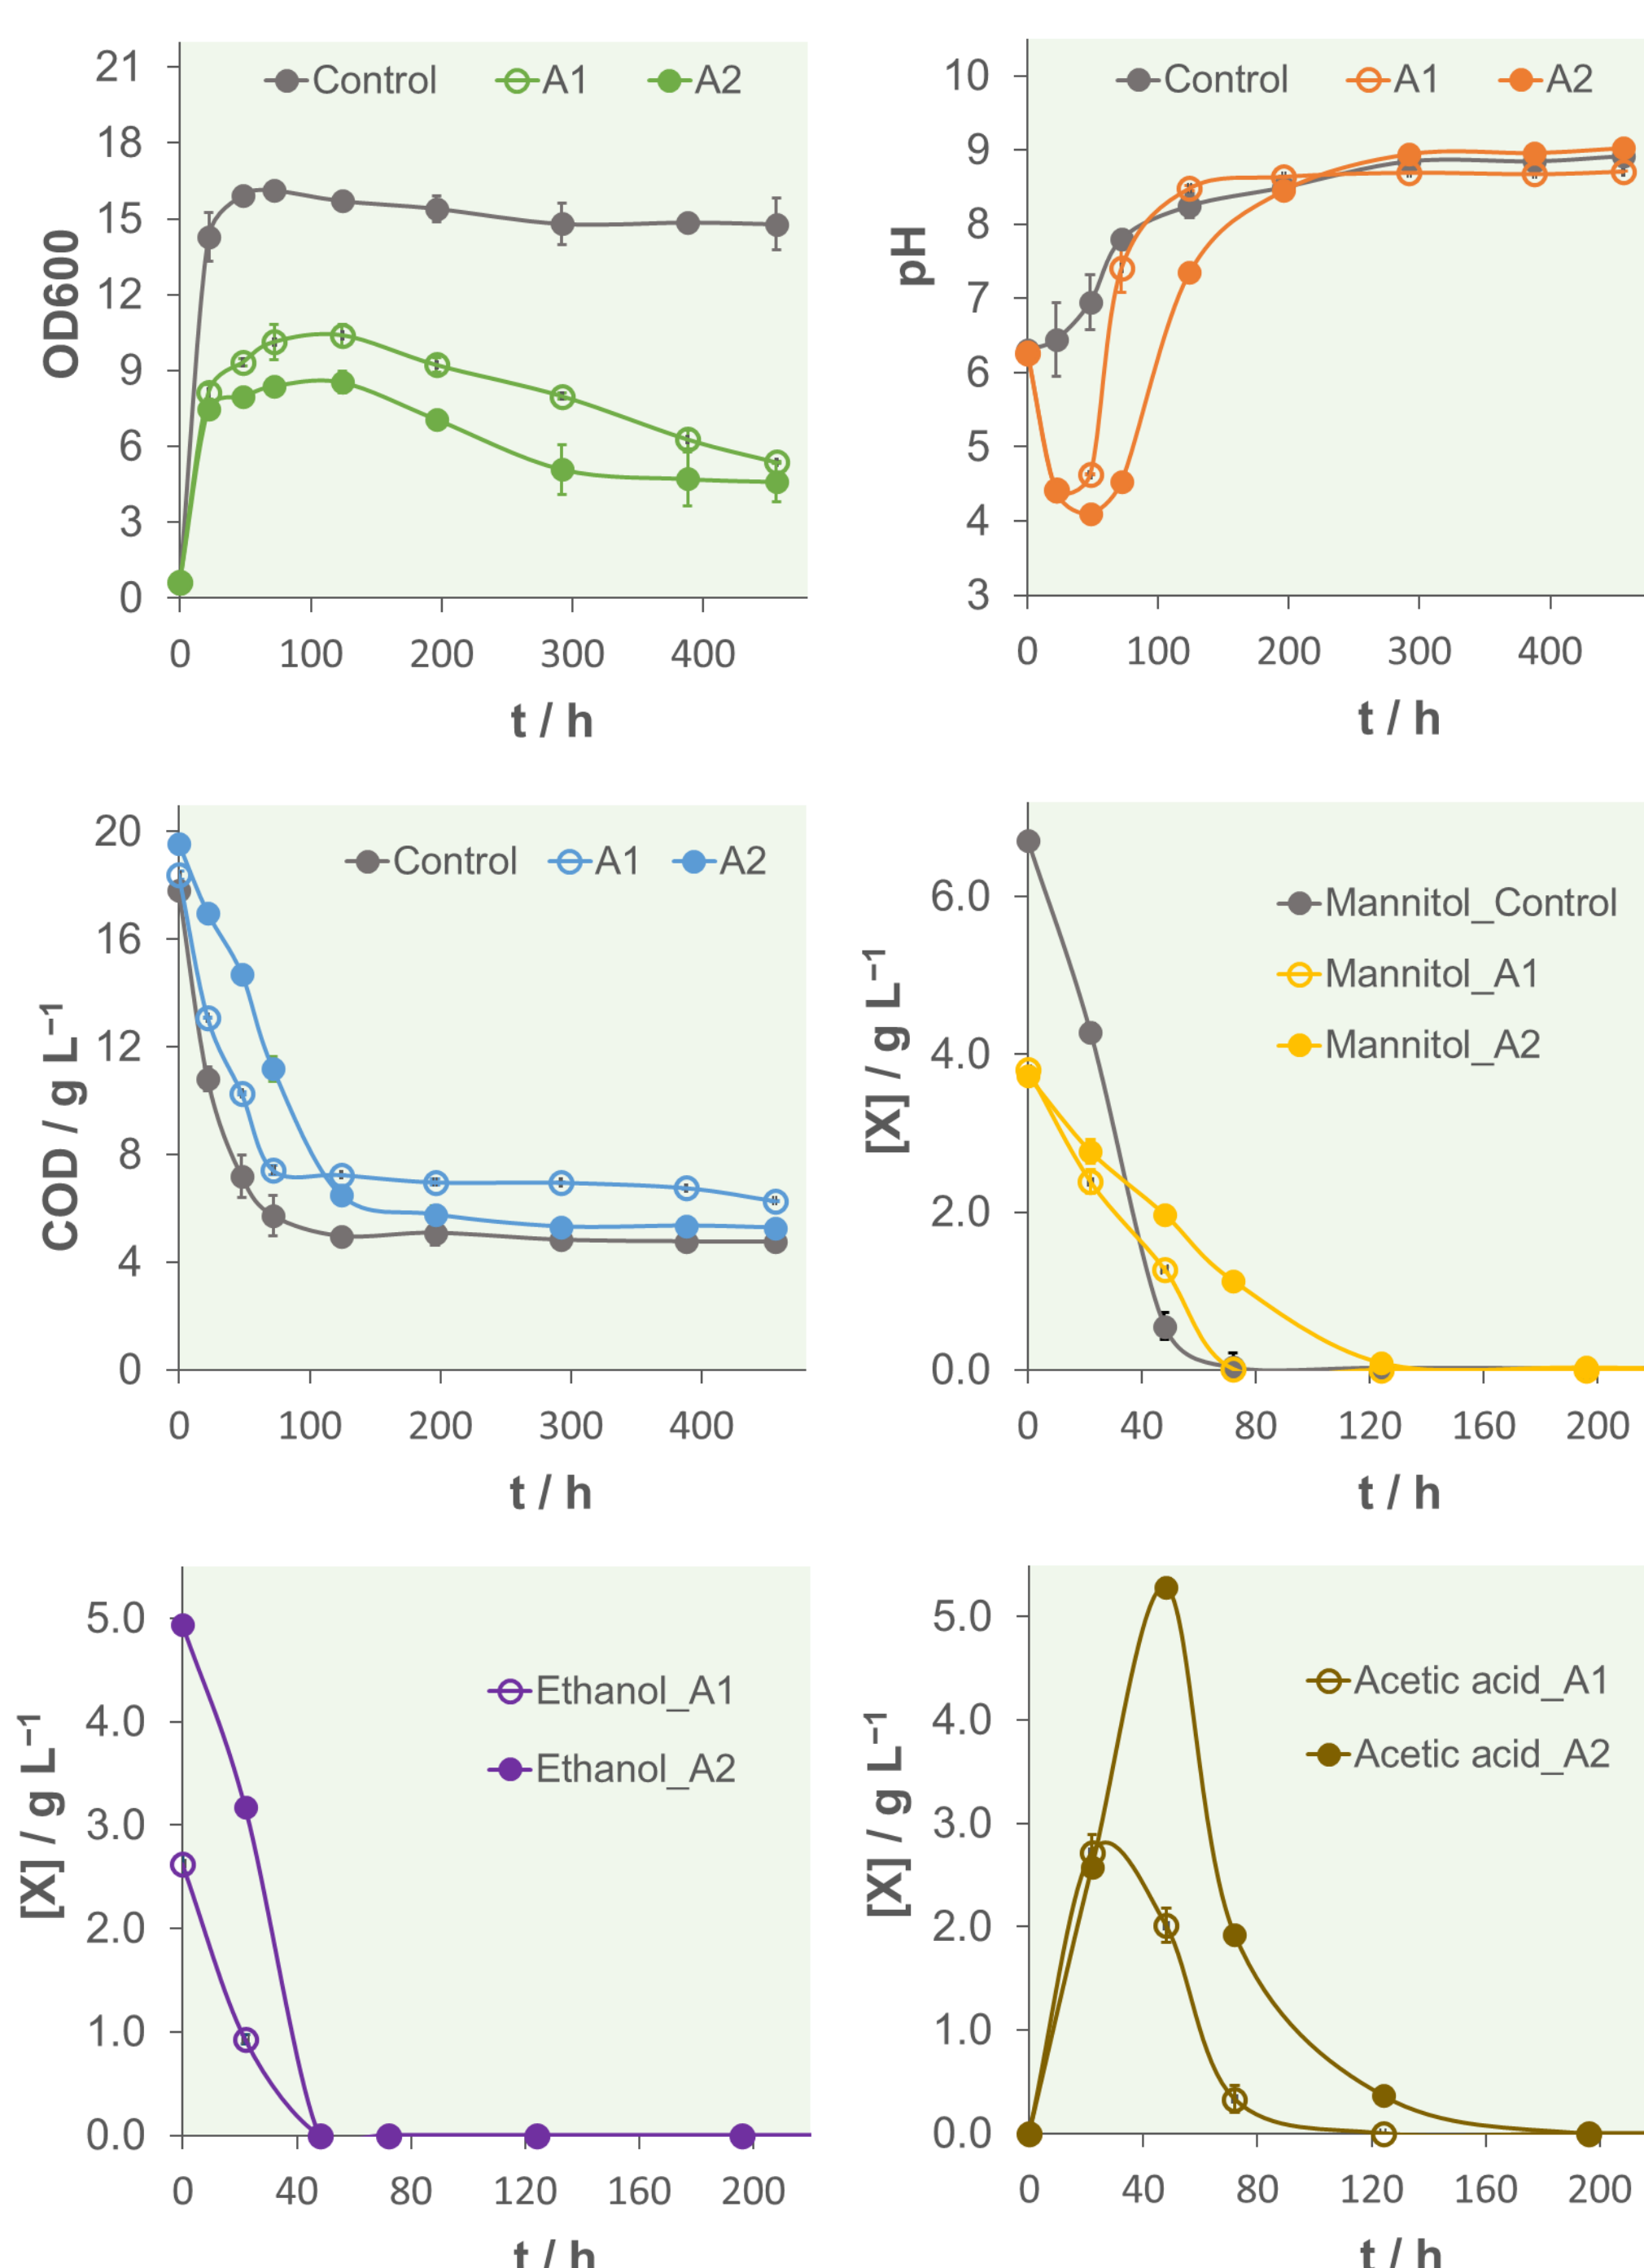 Control A1 A2
21
18
15
12
9
6
3
0
OD600
0 100 200 300 400
t / h
Control A1 A2
10
9
8
7
6
5
4
3
pH
0 100 200 300 400
t / h
Control A1 A2
20
16
12
8
4
0
COD / g L⁻¹
0 100 200 300 400
t / h
Mannitol_Control
Mannitol_A1
Mannitol_A2
6.0
4.0
2.0
0.0
[X] / g L⁻¹
0 40 80 120 160 200
t / h
Ethanol_A1
Ethanol_A2
5.0
4.0
3.0
2.0
1.0
0.0
[X] / g L⁻¹
0 40 80 120 160 200
t / h
Acetic acid_A1
Acetic acid_A2
5.0
4.0
3.0
2.0
1.0
0.0
[X] / g L⁻¹
0 40 80 120 160 200
t / h